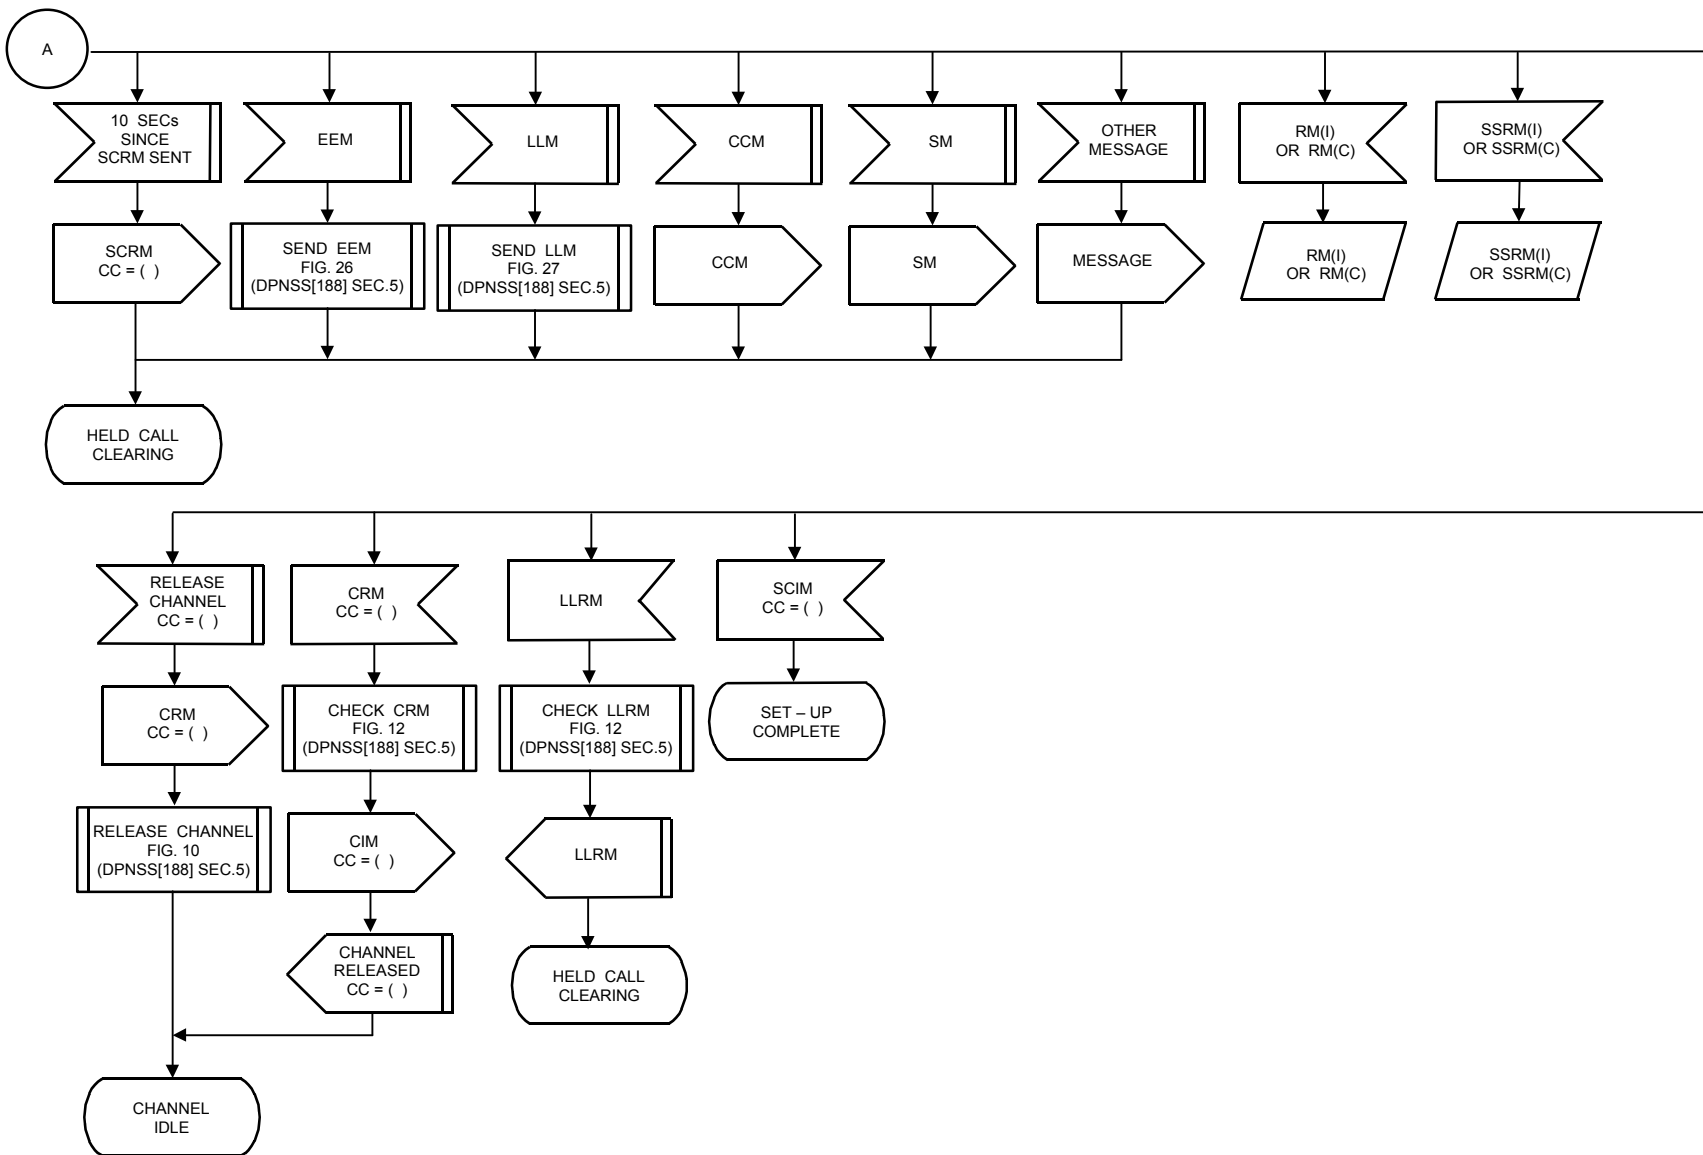 A
10 SECs
SINCE
SCRM SENT
EEM
LLM
CCM
SM
OTHER
MESSAGE
RM(I)
OR RM(C)
SSRM(I)
OR SSRM(C)
SCRM
CC = ( )
SEND EEM
FIG. 26
(DPNSS[188] SEC.5)
SEND LLM
FIG. 27
(DPNSS[188] SEC.5)
CCM
SM
MESSAGE
RM(I)
OR RM(C)
SSRM(I)
OR SSRM(C)
HELD CALL
CLEARING
RELEASE
CHANNEL
CC = ( )
CRM
CC = ( )
LLRM
SCIM
CC = ( )
CRM
CC = ( )
CHECK CRM
FIG. 12
(DPNSS[188] SEC.5)
CHECK LLRM
FIG. 12
(DPNSS[188] SEC.5)
SET – UP
COMPLETE
RELEASE CHANNEL
FIG. 10
(DPNSS[188] SEC.5)
CIM
CC = ( )
LLRM
CHANNEL
RELEASED
CC = ( )
HELD CALL
CLEARING
CHANNEL
IDLE